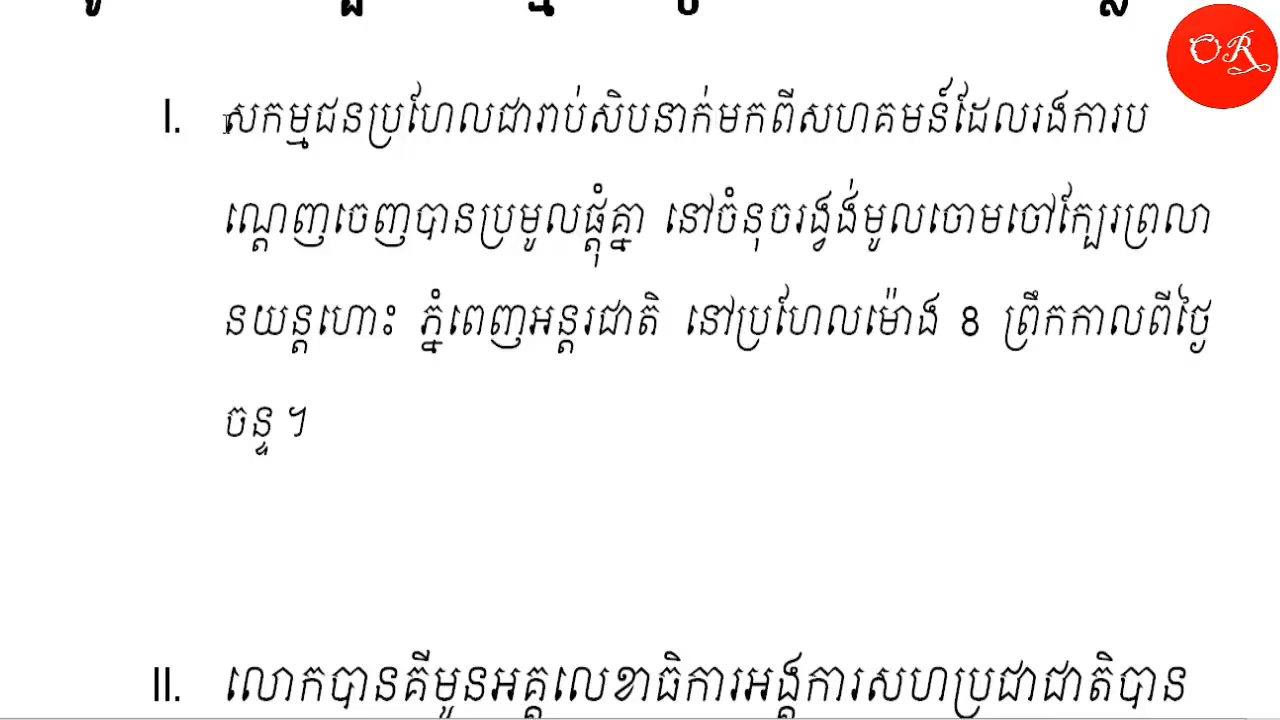 OR
I. សកម្មជនប្រហែលជារាប់សិបនាក់មកពីសហគមន៍ដែលរងការប
ណ្តេញចេញបានប្រមូលផ្តុំគ្នា នៅចំនុចរង្វង់មូលចោមចៅក្បែរព្រលា
នយន្តហោះ ភ្នំពេញអន្តរជាតិ នៅប្រហែលម៉ោង 8 ព្រឹកកាលពីថ្ងៃ
ចន្ទ ។
II. លោកបានគីមូនអគ្គលេខាធិការអង្គការសហប្រជាជាតិបាន